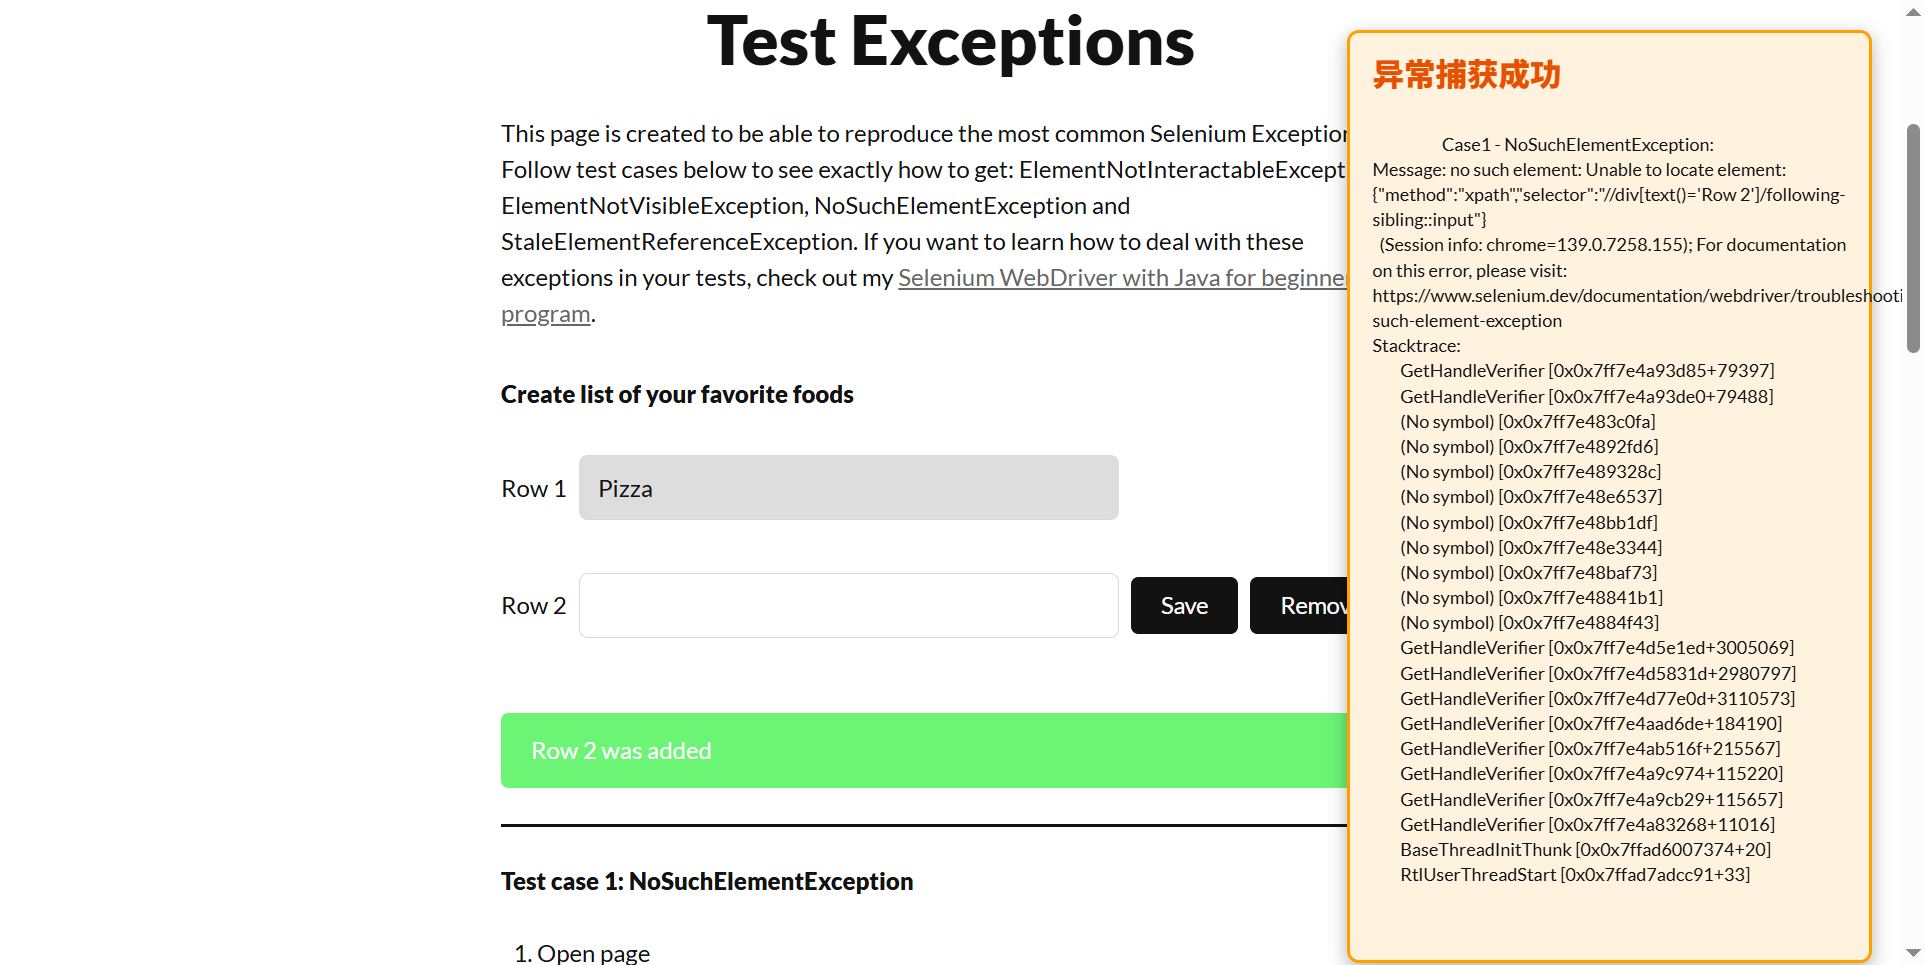 Test Exceptions
This page is created to be able to reproduce the most common Selenium Exception
Follow test cases below to see exactly how to get: ElementNotInteractableExcept
ElementNotVisibleException, NoSuchElementException and
StaleElementReferenceException. If you want to learn how to deal with these
exceptions in your tests, check out my Selenium WebDriver with Java for beginner
program.
Create list of your favorite foods
Row 1 Pizza
Row 2 Save Remov
Row 2 was added
Test case 1: NoSuchElementException
1. Open page
异常捕获成功
Case1 - NoSuchElementException:
Message: no such element: Unable to locate element:
{"method":"xpath","selector":"//div[text()='Row 2']/following-
sibling::input"}
(Session info: chrome=139.0.7258.155); For documentation
on this error, please visit:
https://www.selenium.dev/documentation/webdriver/troubleshooti
such-element-exception
Stacktrace:
GetHandleVerifier [0x0x7ff7e4a93d85+79397]
GetHandleVerifier [0x0x7ff7e4a93de0+79488]
(No symbol) [0x0x7ff7e483c0fa]
(No symbol) [0x0x7ff7e4892fd6]
(No symbol) [0x0x7ff7e489328c]
(No symbol) [0x0x7ff7e48e6537]
(No symbol) [0x0x7ff7e48bb1df]
(No symbol) [0x0x7ff7e48e3344]
(No symbol) [0x0x7ff7e48baf73]
(No symbol) [0x0x7ff7e48841b1]
(No symbol) [0x0x7ff7e4884f43]
GetHandleVerifier [0x0x7ff7e4d5e1ed+3005069]
GetHandleVerifier [0x0x7ff7e4d5831d+2980797]
GetHandleVerifier [0x0x7ff7e4d77e0d+3110573]
GetHandleVerifier [0x0x7ff7e4aad6de+184190]
GetHandleVerifier [0x0x7ff7e4ab516f+215567]
GetHandleVerifier [0x0x7ff7e4a9c974+115220]
GetHandleVerifier [0x0x7ff7e4a9cb29+115657]
GetHandleVerifier [0x0x7ff7e4a83268+11016]
BaseThreadInitThunk [0x0x7ffad6007374+20]
RtlUserThreadStart [0x0x7ffad7adcc91+33]